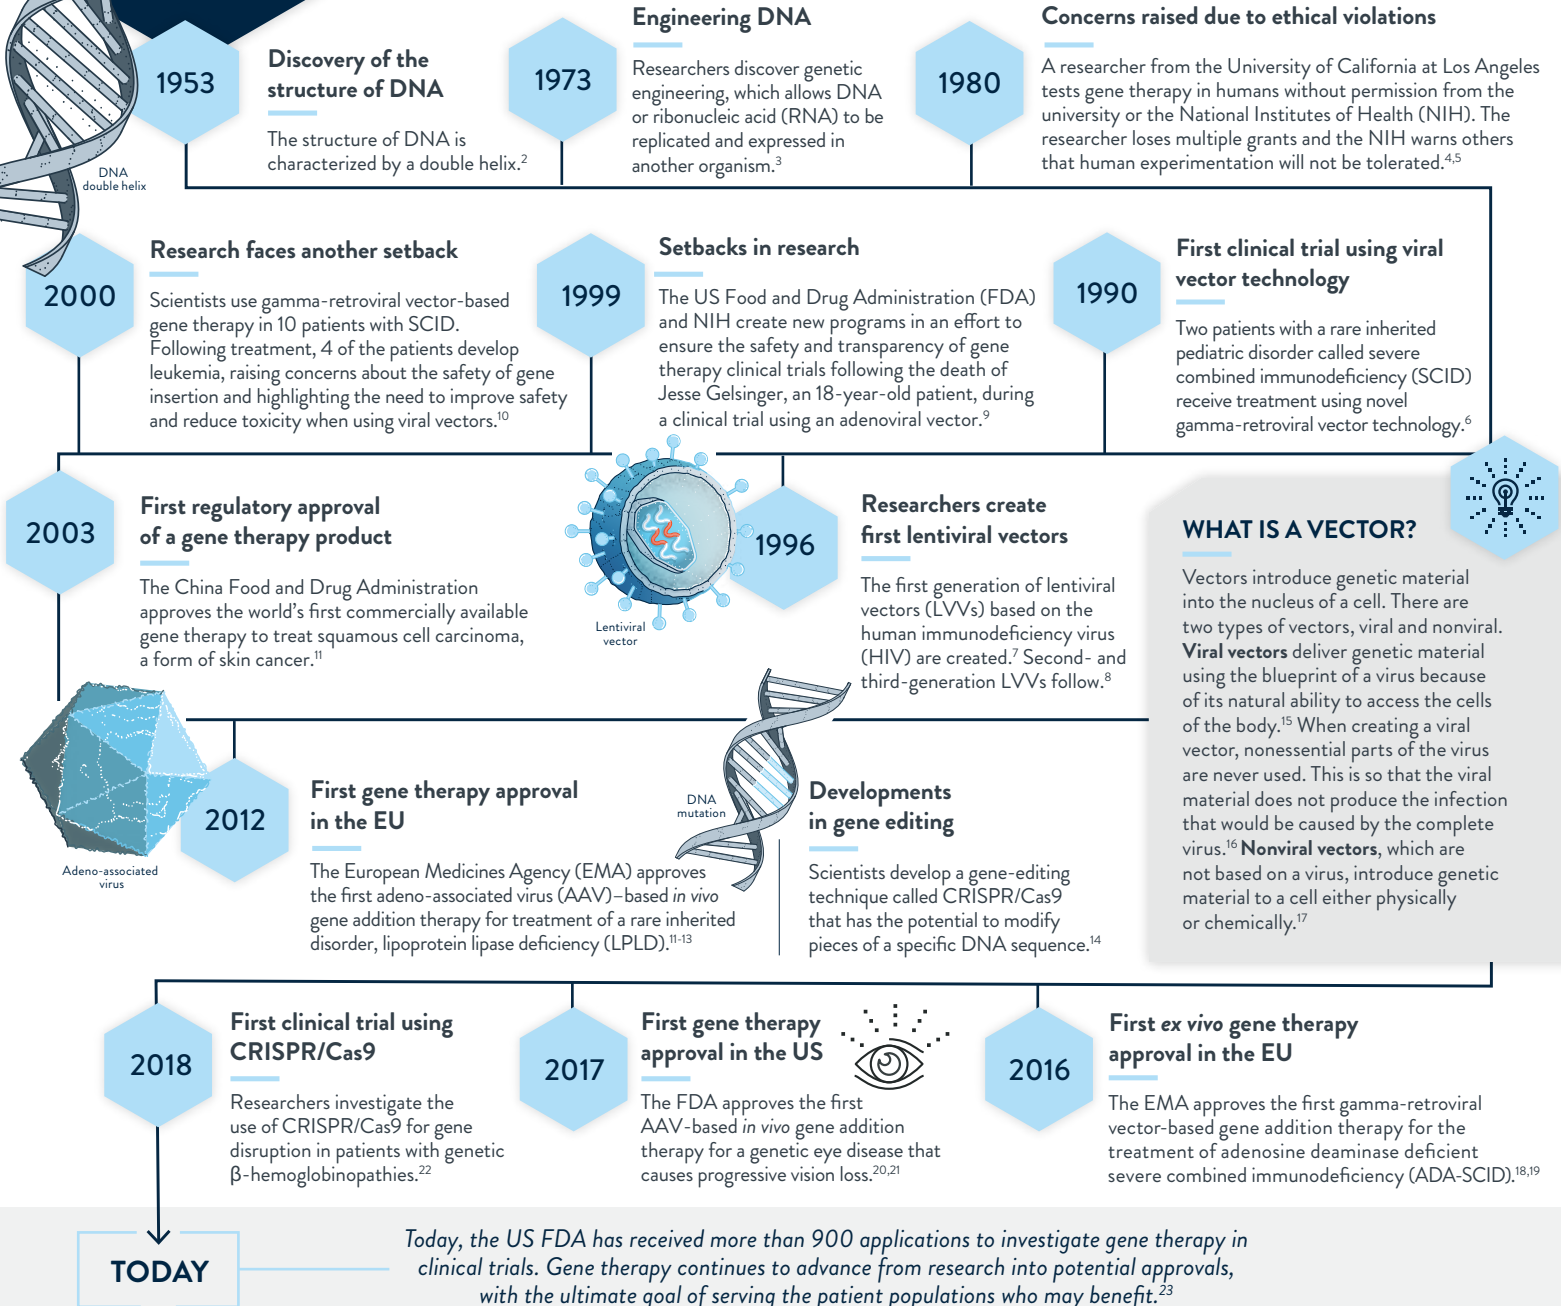 1953
Discovery of the
structure of DNA
The structure of DNA is
characterized by a double helix.2
DNA
double helix
1973
Engineering DNA
Researchers discover genetic
engineering, which allows DNA
or ribonucleic acid (RNA) to be
replicated and expressed in
another organism.3
1980
Concerns raised due to ethical violations
A researcher from the University of California at Los Angeles
tests gene therapy in humans without permission from the
university or the National Institutes of Health (NIH). The
researcher loses multiple grants and the NIH warns others
that human experimentation will not be tolerated.4,5
2000
Research faces another setback
Scientists use gamma-retroviral vector-based
gene therapy in 10 patients with SCID.
Following treatment, 4 of the patients develop
leukemia, raising concerns about the safety of gene
insertion and highlighting the need to improve safety
and reduce toxicity when using viral vectors.10
1999
Setbacks in research
The US Food and Drug Administration (FDA)
and NIH create new programs in an effort to
ensure the safety and transparency of gene
therapy clinical trials following the death of
Jesse Gelsinger, an 18-year-old patient, during
a clinical trial using an adenoviral vector.9
1990
First clinical trial using viral
vector technology
Two patients with a rare inherited
pediatric disorder called severe
combined immunodeficiency (SCID)
receive treatment using novel
gamma-retroviral vector technology.6
2003
First regulatory approval
of a gene therapy product
The China Food and Drug Administration
approves the world's first commercially available
gene therapy to treat squamous cell carcinoma,
a form of skin cancer.11
Lentiviral
vector
1996
Researchers create
first lentiviral vectors
The first generation of lentiviral
vectors (LVVs) based on the
human immunodeficiency virus
(HIV) are created.7 Second- and
third-generation LVVs follow.8
WHAT IS A VECTOR?
Vectors introduce genetic material
into the nucleus of a cell. There are
two types of vectors, viral and nonviral.
Viral vectors deliver genetic material
using the blueprint of a virus because
of its natural ability to access the cells
of the body.15 When creating a viral
vector, nonessential parts of the virus
are never used. This is so that the viral
material does not produce the infection
that would be caused by the complete
virus.16 Nonviral vectors, which are
not based on a virus, introduce genetic
material to a cell either physically
or chemically.17
Adeno-associated
virus
2012
First gene therapy approval
in the EU
The European Medicines Agency (EMA) approves
the first adeno-associated virus (AAV)–based in vivo
gene addition therapy for treatment of a rare inherited
disorder, lipoprotein lipase deficiency (LPLD).11-13
DNA
mutation
Developments
in gene editing
Scientists develop a gene-editing
technique called CRISPR/Cas9
that has the potential to modify
pieces of a specific DNA sequence.14
2018
First clinical trial using
CRISPR/Cas9
Researchers investigate the
use of CRISPR/Cas9 for gene
disruption in patients with genetic
β-hemoglobinopathies.22
2017
First gene therapy
approval in the US
The FDA approves the first
AAV-based in vivo gene addition
therapy for a genetic eye disease that
causes progressive vision loss.20,21
2016
First ex vivo gene therapy
approval in the EU
The EMA approves the first gamma-retroviral
vector-based gene addition therapy for the
treatment of adenosine deaminase deficient
severe combined immunodeficiency (ADA-SCID).18,19
TODAY
Today, the US FDA has received more than 900 applications to investigate gene therapy in
clinical trials. Gene therapy continues to advance from research into potential approvals,
with the ultimate goal of serving the patient populations who may benefit.23